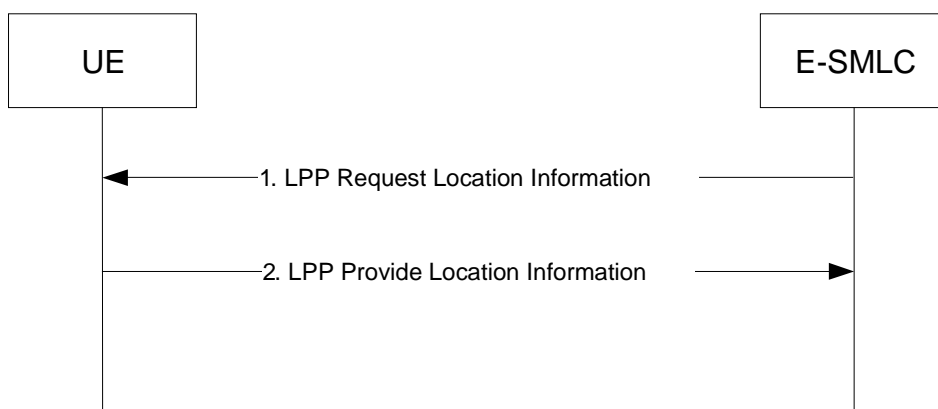 UE
E-SMLC
1. LPP Request Location Information
2. LPP Provide Location Information